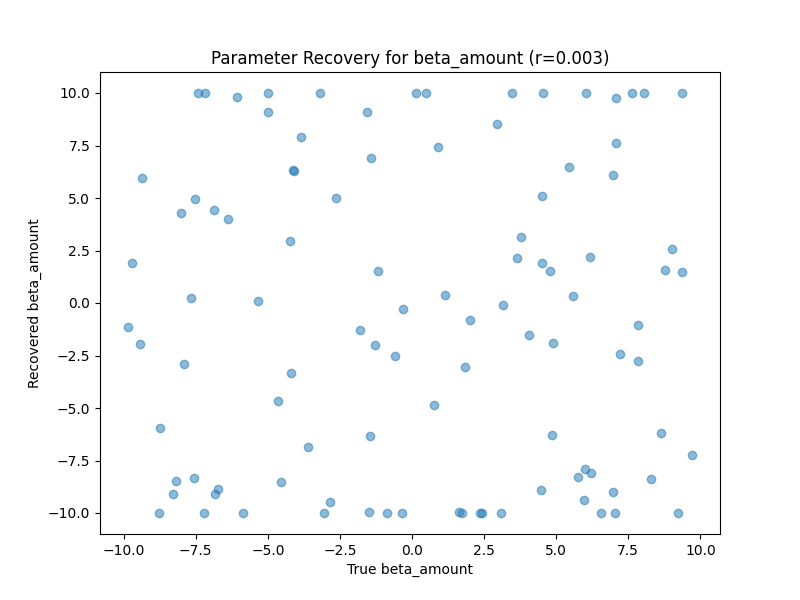 Parameter Recovery for beta_amount (r=0.003)
10.0
7.5
5.0
2.5
0.0
−2.5
−5.0
−7.5
−10.0
Recovered beta_amount
−10.0 −7.5 −5.0 −2.5 0.0 2.5 5.0 7.5 10.0
True beta_amount